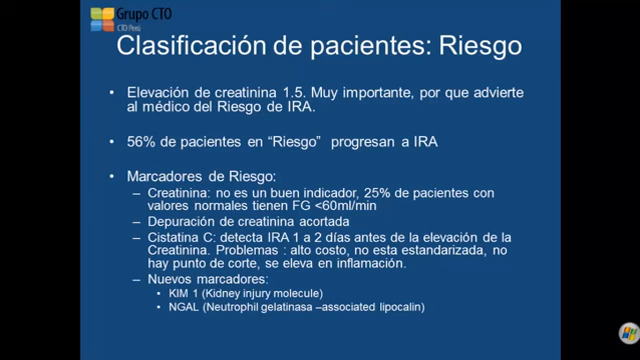 Grupo CTO
CTO Perú
Clasificación de pacientes: Riesgo
• Elevación de creatinina 1.5. Muy importante, por que advierte
al médico del Riesgo de IRA.
• 56% de pacientes en “Riesgo” progresan a IRA
• Marcadores de Riesgo:
– Creatinina: no es un buen indicador, 25% de pacientes con
valores normales tienen FG <60ml/min
– Depuración de creatinina acortada
– Cistatina C: detecta IRA 1 a 2 días antes de la elevación de la
Creatinina. Problemas : alto costo, no esta estandarizada, no
hay punto de corte, se eleva en inflamación.
– Nuevos marcadores:
• KIM 1 (Kidney injury molecule)
• NGAL (Neutrophil gelatinasa –associated lipocalin)